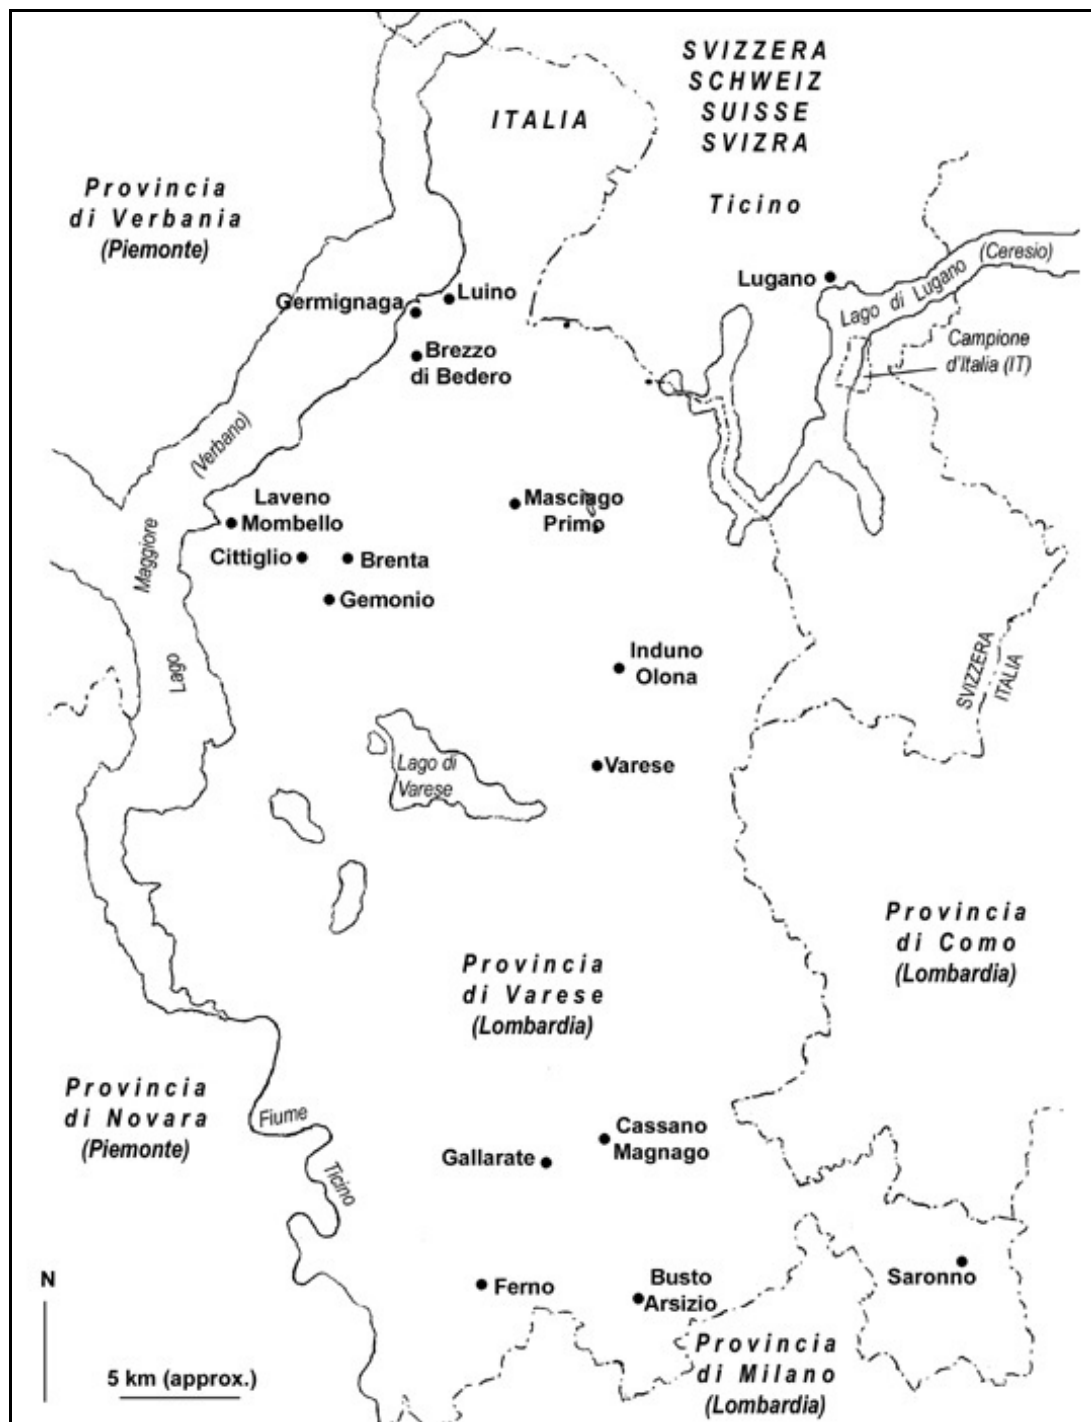 SVIZZERA
SCHWEIZ
SUISSE
SVIZRA
ITALIA
Provincia
di Verbania
(Piemonte)
Ticino
Lugano
Lago di Lugano (Ceresio)
Campione
d'Italia (IT)
Germignaga
Luino
Brezzo
di Bedero
(Verbano)
Maggiore
Lago
Laveno
Mombello
Cittiglio
Brenta
Gemonio
Masciago
Primo
Induno
Olona
SVIZZERA
ITALIA
Lago di
Varese
Varese
Provincia
di Como
(Lombardia)
Provincia
di Varese
(Lombardia)
Provincia
di Novara
(Piemonte)
Fiume
Ticino
Cassano
Magnago
Gallarate
Ferno
Busto
Arsizio
Saronno
Provincia
di Milano
(Lombardia)
N
5 km (approx.)